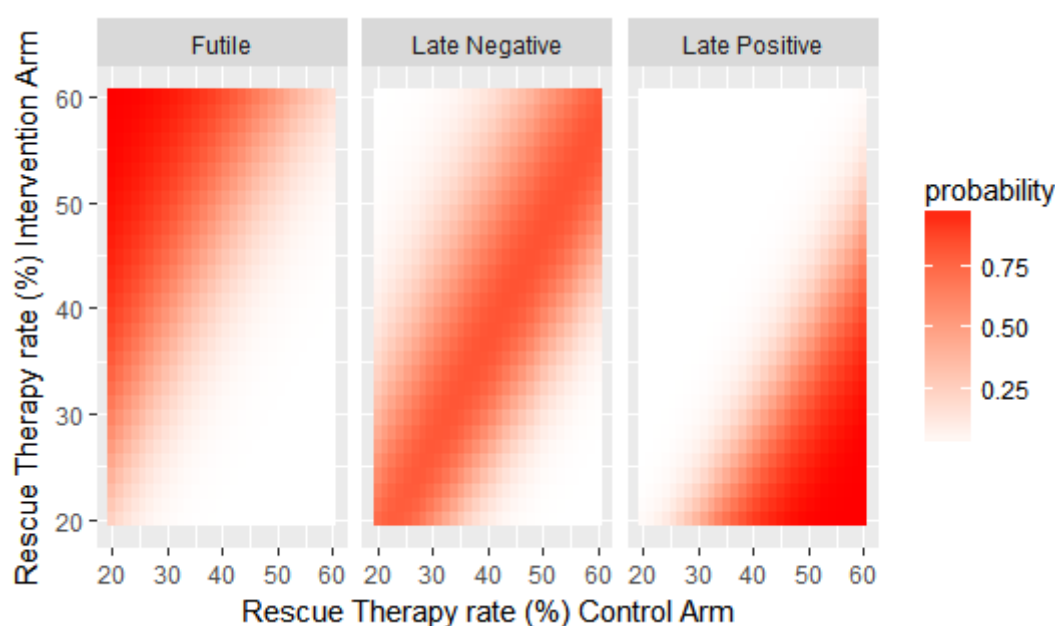 Futile Late Negative Late Positive
Rescue Therapy rate (%) Intervention Arm
60
50
40
30
20
20 30 40 50 60 20 30 40 50 60 20 30 40 50 60
Rescue Therapy rate (%) Control Arm
probability
0.75
0.50
0.25